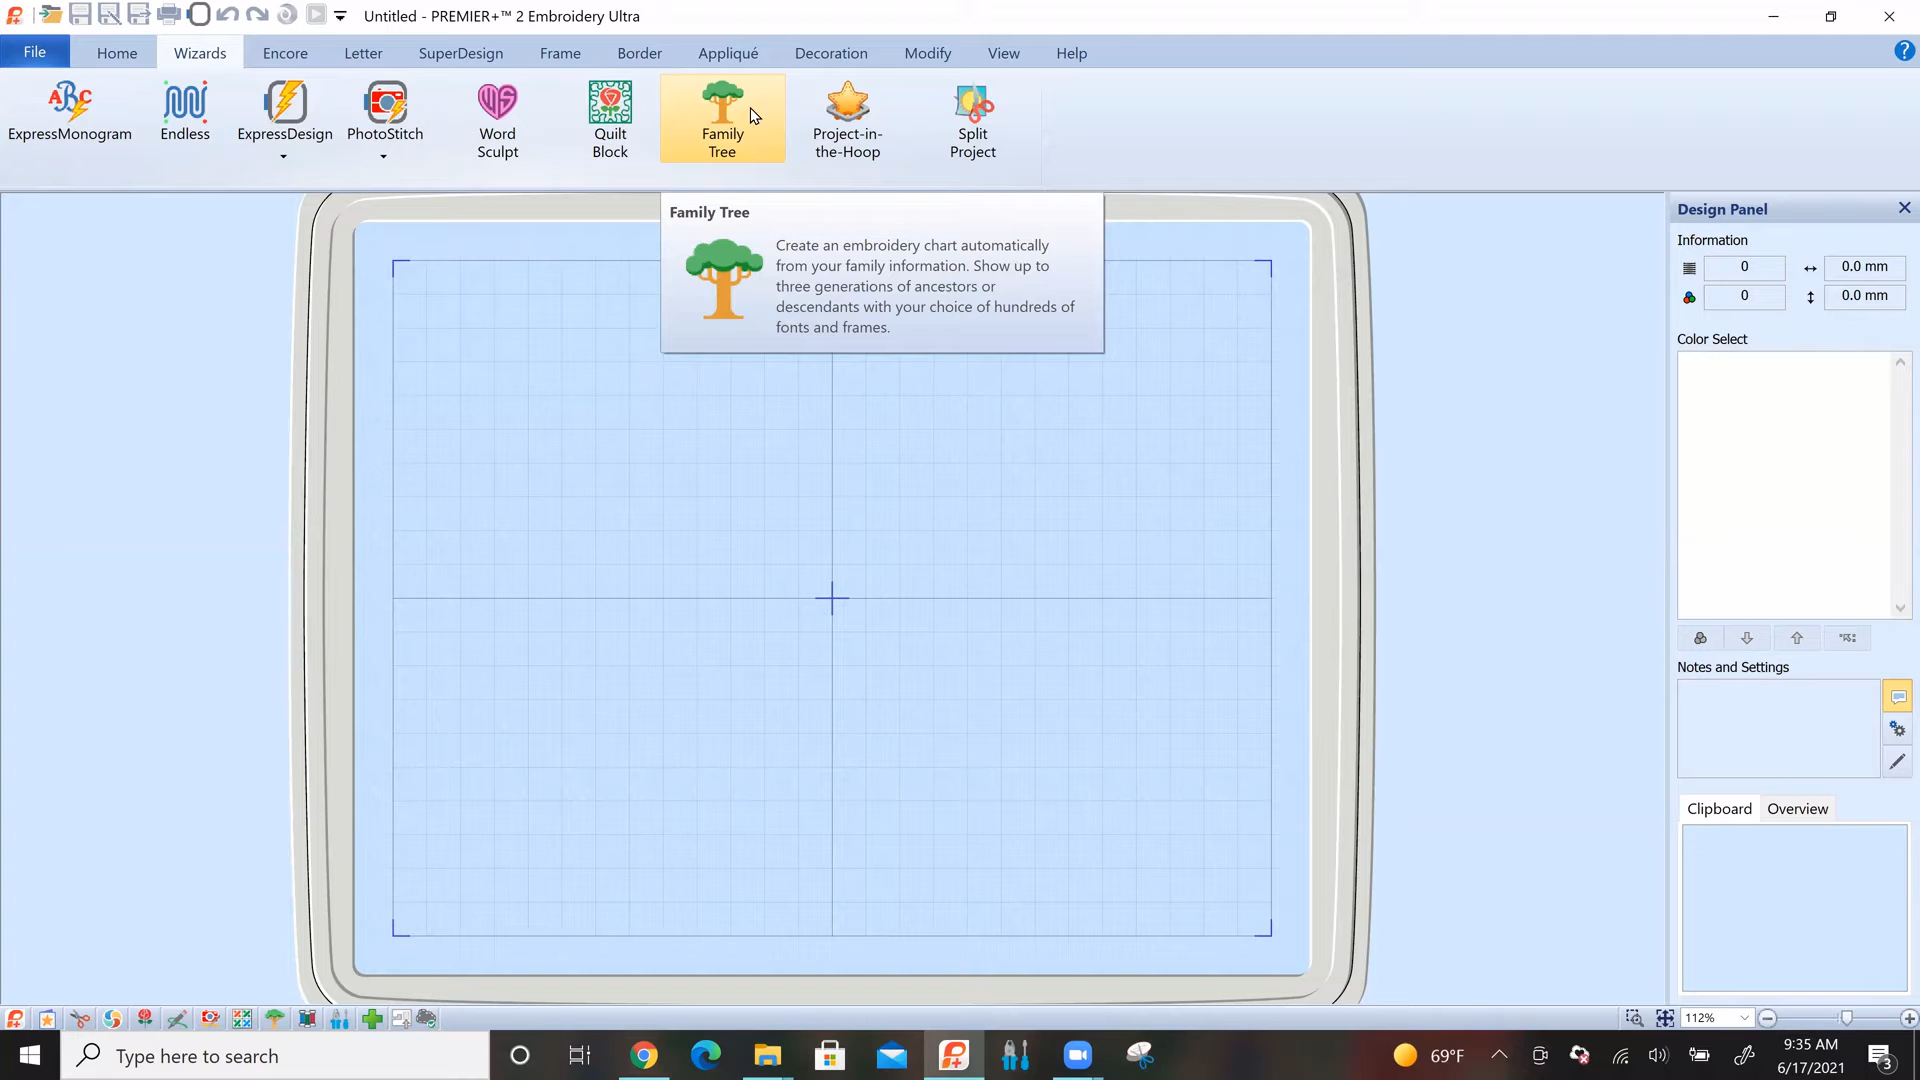 Untitled - PREMIER+™ 2 Embroidery Ultra
File
Home
Wizards
Encore
Letter
SuperDesign
Frame
Border
Appliqué
Decoration
Modify
View
Help
ABC
ExpressMonogram
Endless
ExpressDesign
PhotoStitch
Word
Sculpt
Quilt
Block
Family
Tree
Project-in-
the-Hoop
Split
Project
Family Tree
Create an embroidery chart automatically
from your family information. Show up to
three generations of ancestors or
descendants with your choice of hundreds of
fonts and frames.
Design Panel
Information
0
0.0 mm
0
0.0 mm
Color Select
Notes and Settings
Clipboard
Overview
112%
Type here to search
69°F
9:35 AM
6/17/2021
3